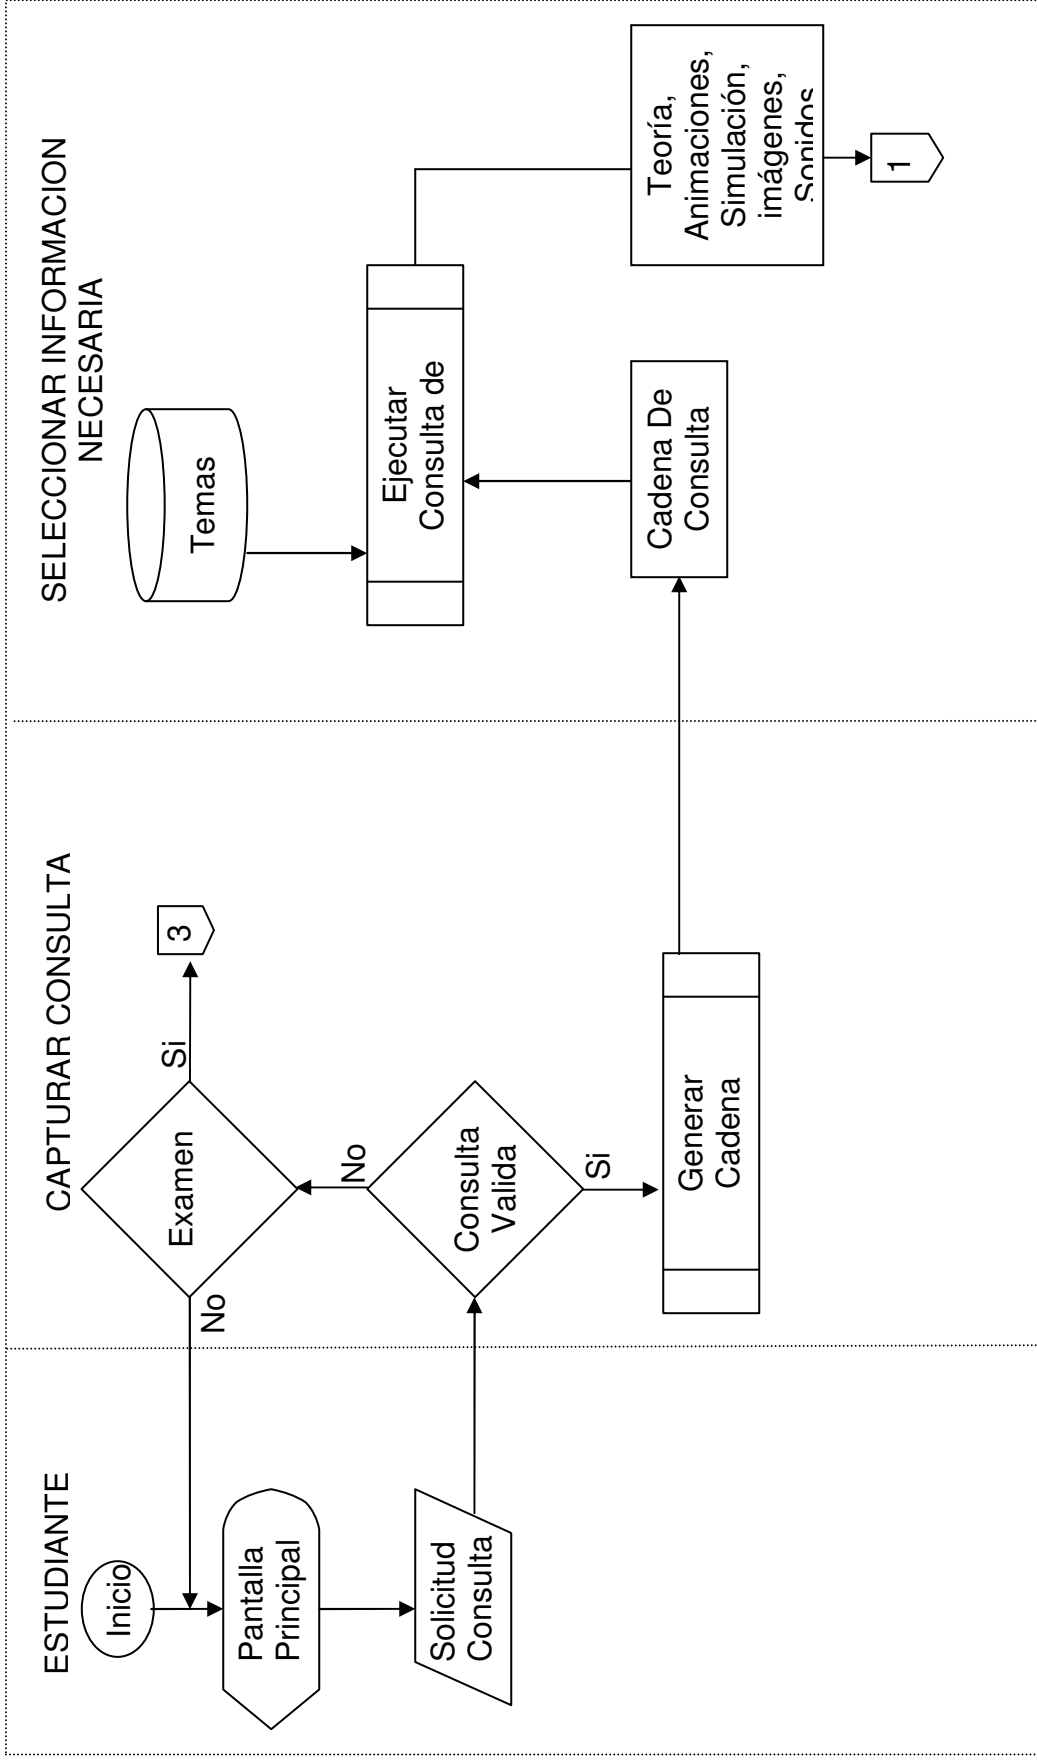 ESTUDIANTE
Inicio
Pantalla
Principal
Solicitud
Consulta
CAPTURAR CONSULTA
Examen
Si
3
No
No
Consulta
Valida
Si
Generar
Cadena
SELECCIONAR INFORMACION
NECESARIA
Temas
Ejecutar
Consulta de
Cadena De
Consulta
Teoría,
Animaciones,
Simulación,
imágenes,
Sonidos
1